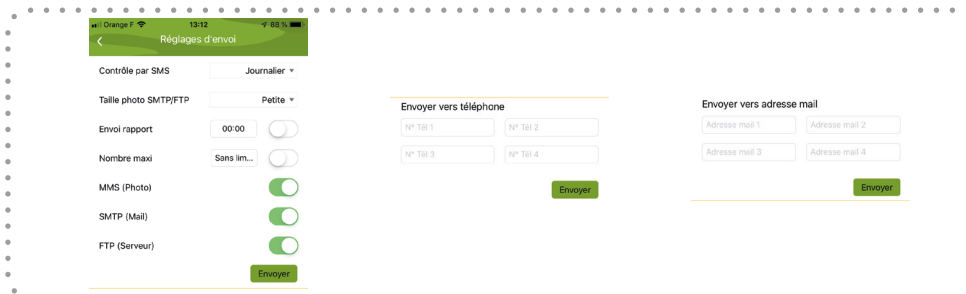 Orange F 13:12 88 %
Réglages d'envoi
Contrôle par SMS Journalier
Taille photo SMTP/FTP Petite
Envoi rapport 00:00
Nombre maxi Sans lim...
MMS (Photo)
SMTP (Mail)
FTP (Serveur)
Envoyer
Envoyer vers téléphone
N° Tél 1 N° Tél 2
N° Tél 3 N° Tél 4
Envoyer
Envoyer vers adresse mail
Adresse mail 1 Adresse mail 2
Adresse mail 3 Adresse mail 4
Envoyer